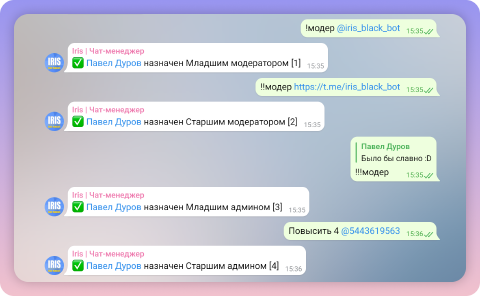 !модер @iris_black_bot 15:35
Iris | Чат-менеджер
IRIS
✅ Павел Дуров назначен Младшим модератором [1] 15:35
!!модер https://t.me/iris_black_bot 15:35
Iris | Чат-менеджер
IRIS
✅ Павел Дуров назначен Старшим модератором [2] 15:35
Павел Дуров
Было бы славно :D
!!!модер 15:35
Iris | Чат-менеджер
IRIS
✅ Павел Дуров назначен Младшим админом [3] 15:35
Повысить 4 @5443619563 15:36
Iris | Чат-менеджер
IRIS
✅ Павел Дуров назначен Старшим админом [4] 15:36